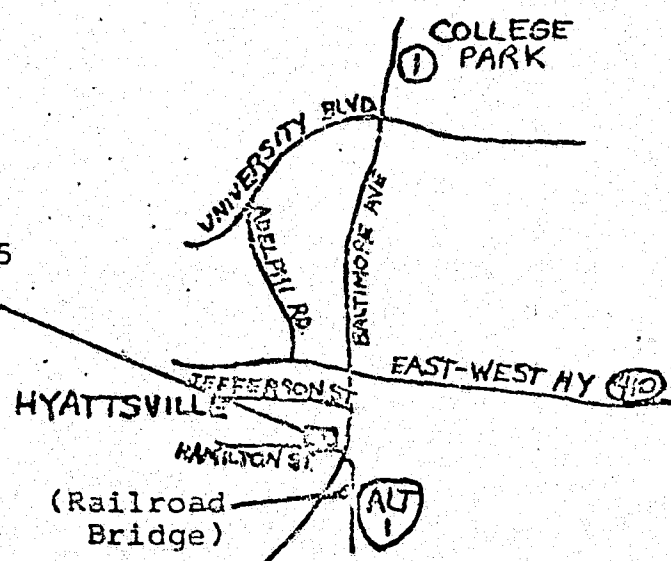 COLLEGE
PARK
1
UNIVERSITY BLVD
ADELPHI RD.
BALTIMORE AVE
5
EAST-WEST HY 410
JEFFERSON ST
HYATTSVILLE
HAMILTON ST
(Railroad
Bridge)
ALT
1